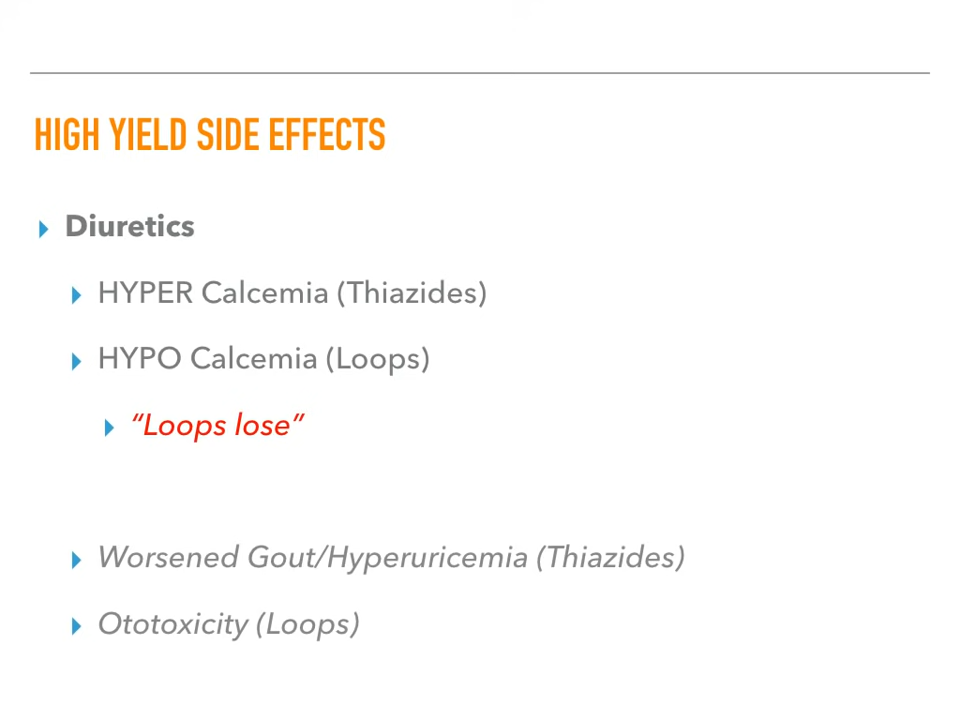 HIGH YIELD SIDE EFFECTS
Diuretics
HYPER Calcemia (Thiazides)
HYPO Calcemia (Loops)
“Loops lose”
Worsened Gout/Hyperuricemia (Thiazides)
Ototoxicity (Loops)